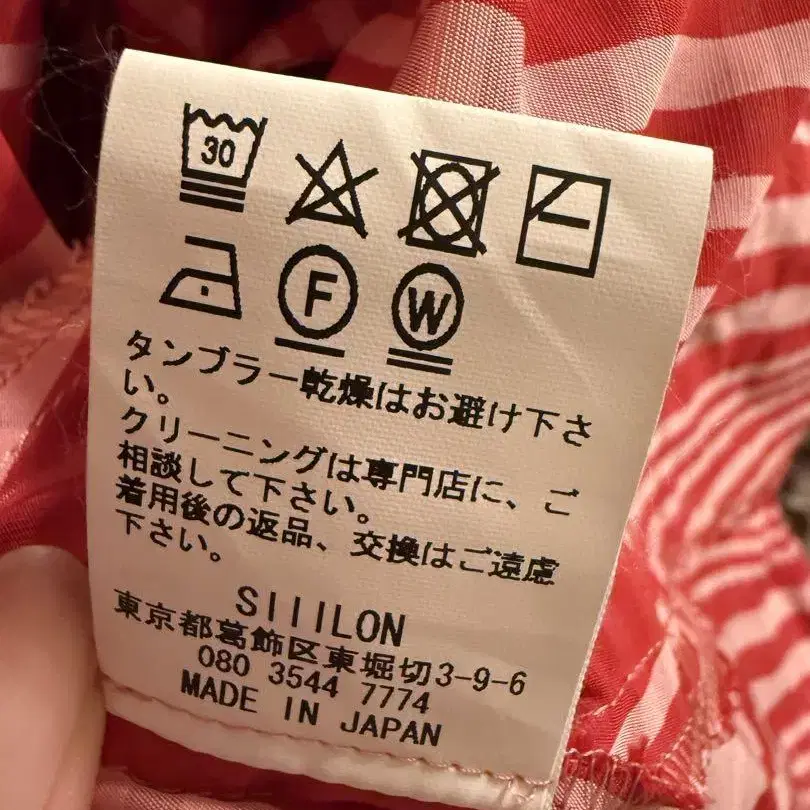 30
F
W
タンブラー乾燥はお避け下さ
い。
クリーニングは専門店に、ご
相談して下さい。
着用後の返品、交換はご遠慮
下さい。
SIIILON
東京都葛飾区東堀切3-9-6
080 3544 7774
MADE IN JAPAN